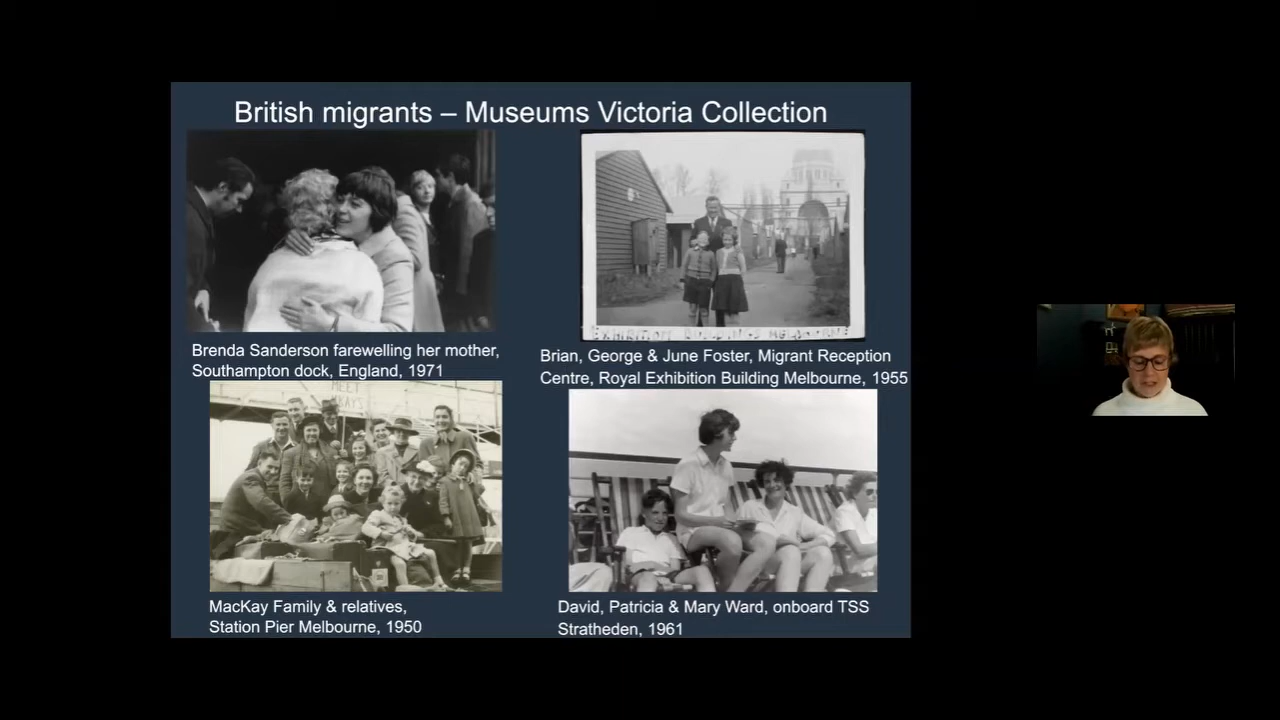 British migrants – Museums Victoria Collection
EXHIBITION BUILDINGS MELBOURNE
Brenda Sanderson farewelling her mother,
Southampton dock, England, 1971
Brian, George & June Foster, Migrant Reception
Centre, Royal Exhibition Building Melbourne, 1955
MEET
MacKay Family & relatives,
Station Pier Melbourne, 1950
David, Patricia & Mary Ward, onboard TSS
Stratheden, 1961